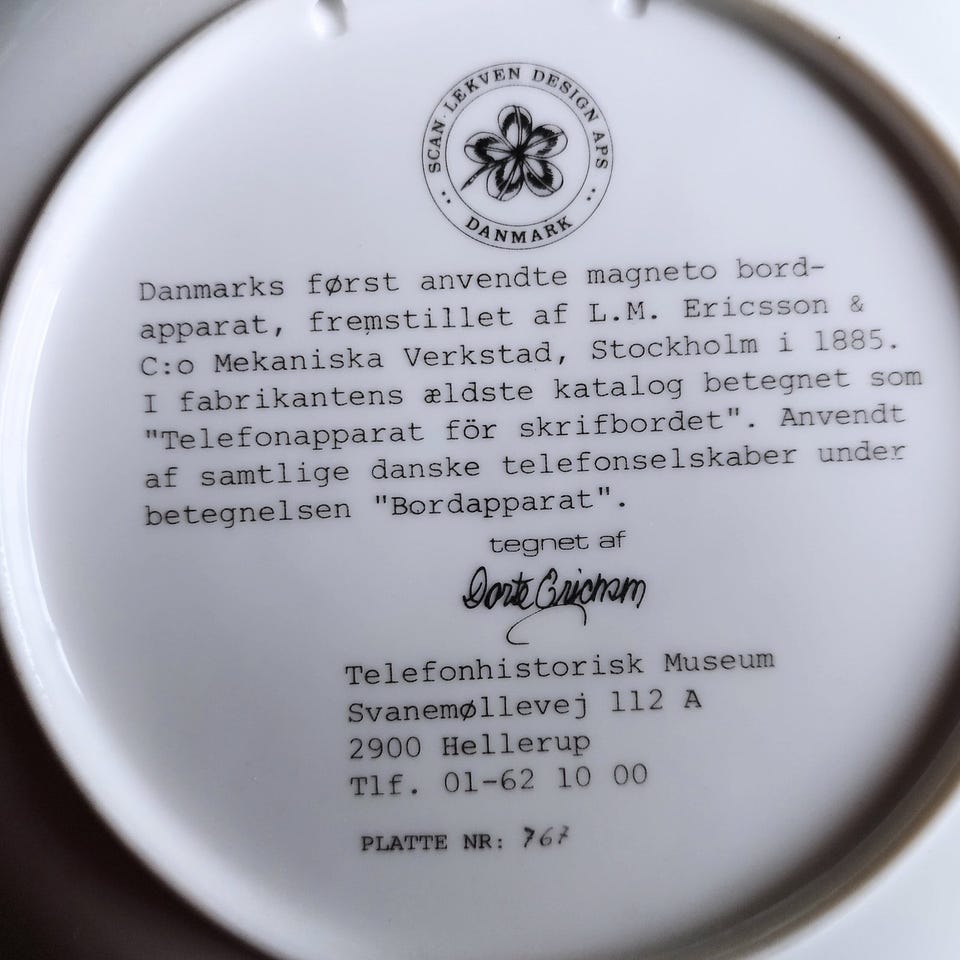 SCAN·LEKVEN DESIGN APS
DANMARK
Danmarks først anvendte magneto bord-
apparat, fremstillet af L.M. Ericsson &
C:o Mekaniska Verkstad, Stockholm i 1885.
I fabrikantens ældste katalog betegnet som
"Telefonapparat för skrifbordet". Anvendt
af samtlige danske telefonselskaber under
betegnelsen "Bordapparat".
tegnet af
Dorte Erichsen
Telefonhistorisk Museum
Svanemøllevej 112 A
2900 Hellerup
Tlf. 01-62 10 00
PLATTE NR: 767